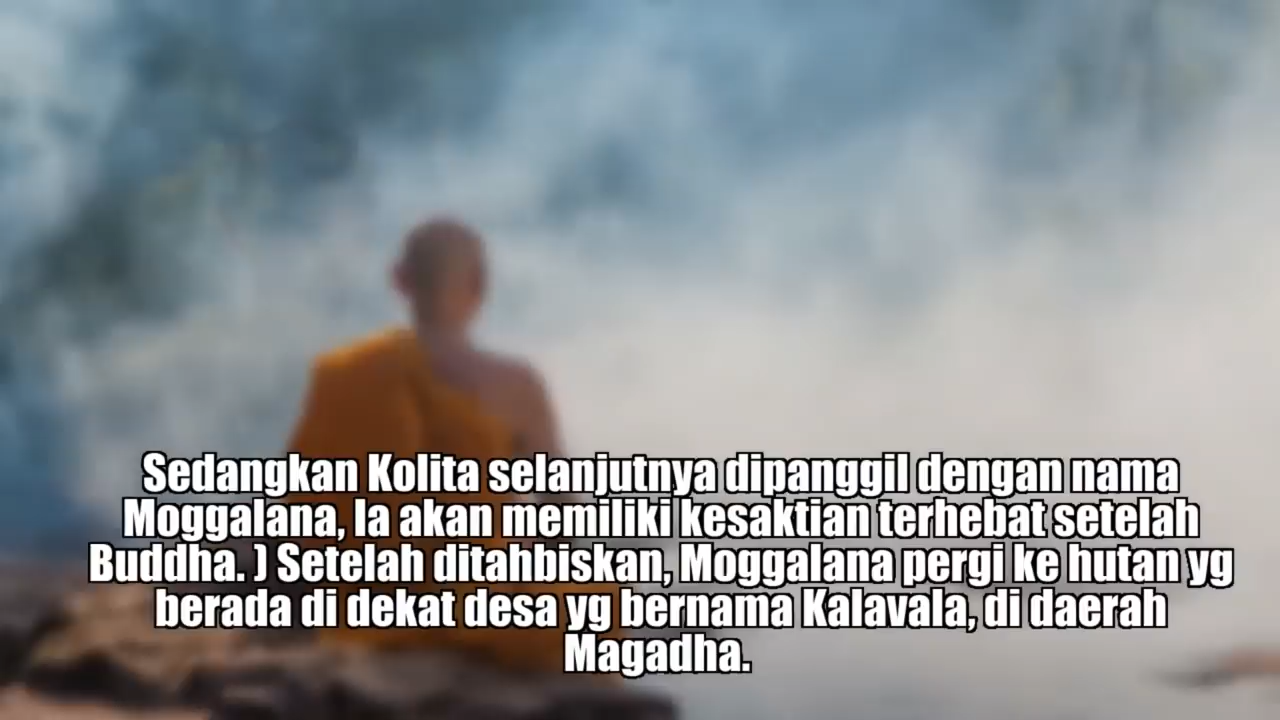 Sedangkan Kolita selanjutnya dipanggil dengan nama
Moggalana, Ia akan memiliki kesaktian terhebat setelah
Buddha. ) Setelah ditahbiskan, Moggalana pergi ke hutan yg
berada di dekat desa yg bernama Kalavala, di daerah
Magadha.